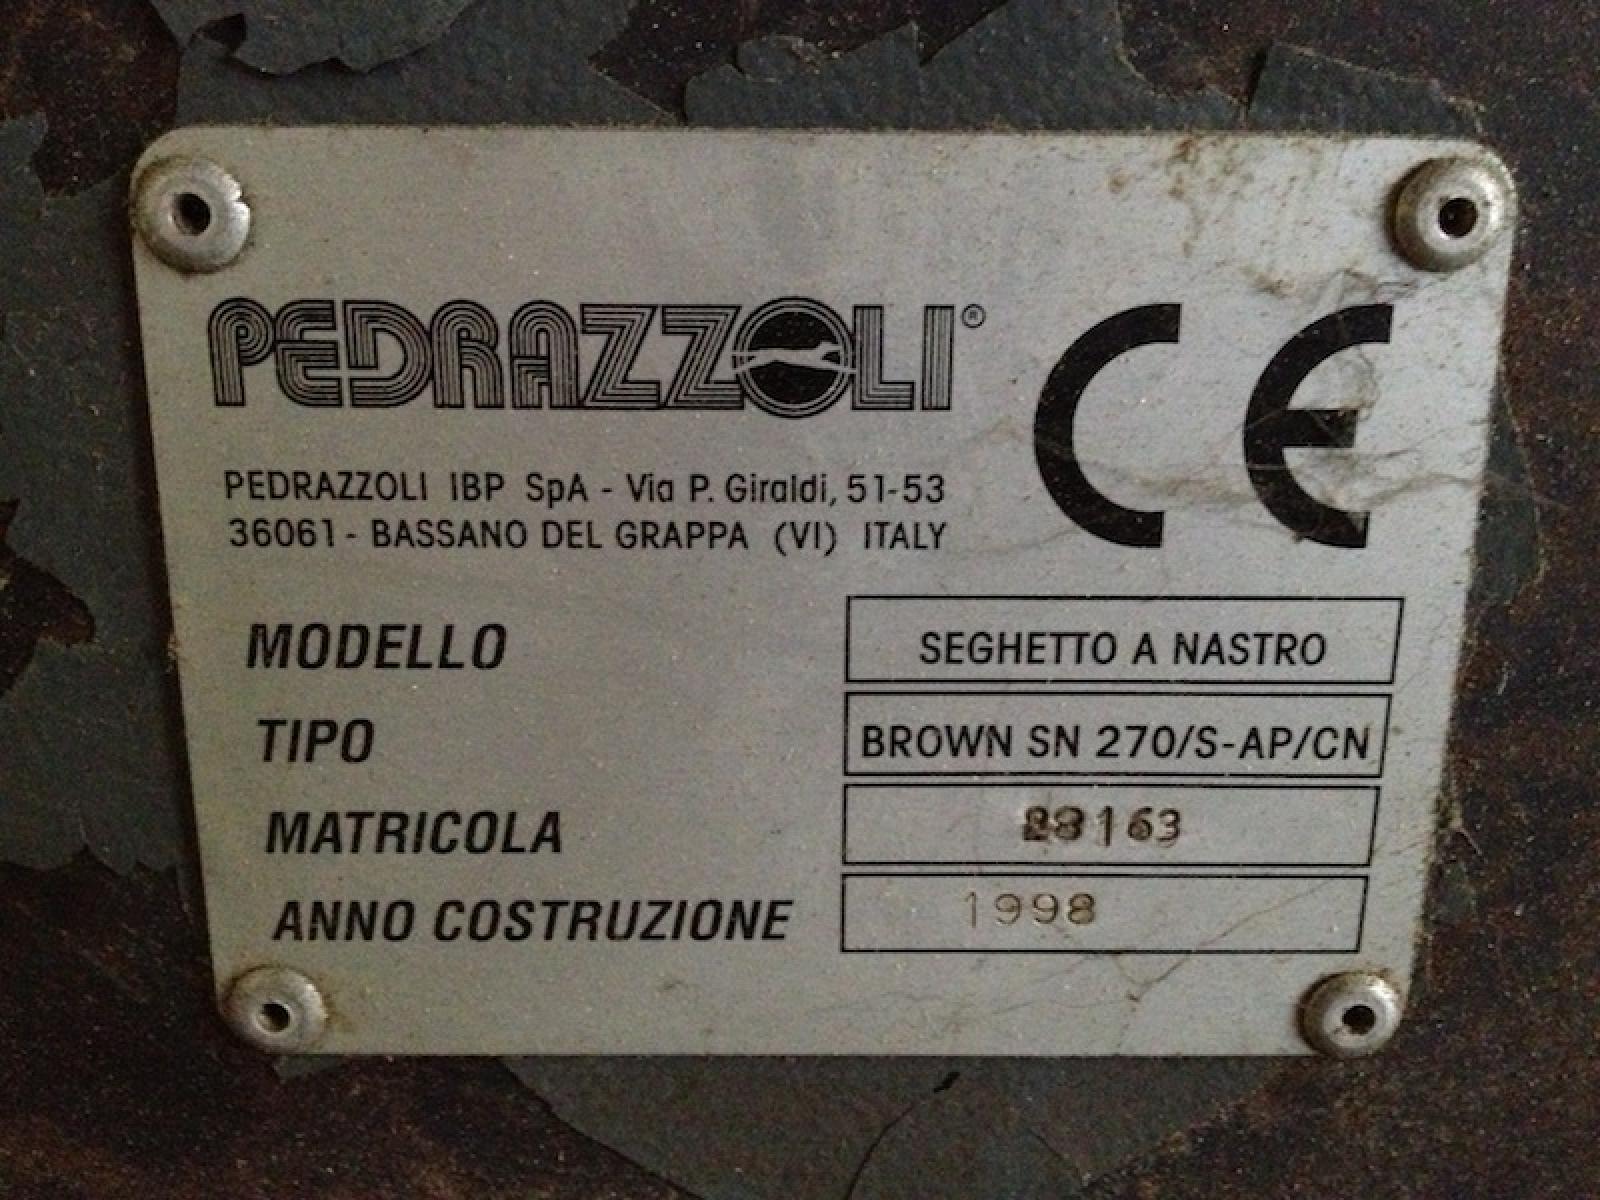 PEDRAZZOLI®
CE
PEDRAZZOLI IBP SpA - Via P. Giraldi, 51-53
36061 - BASSANO DEL GRAPPA (VI) ITALY
MODELLO SEGHETTO A NASTRO
TIPO BROWN SN 270/S-AP/CN
MATRICOLA
ANNO COSTRUZIONE 1998